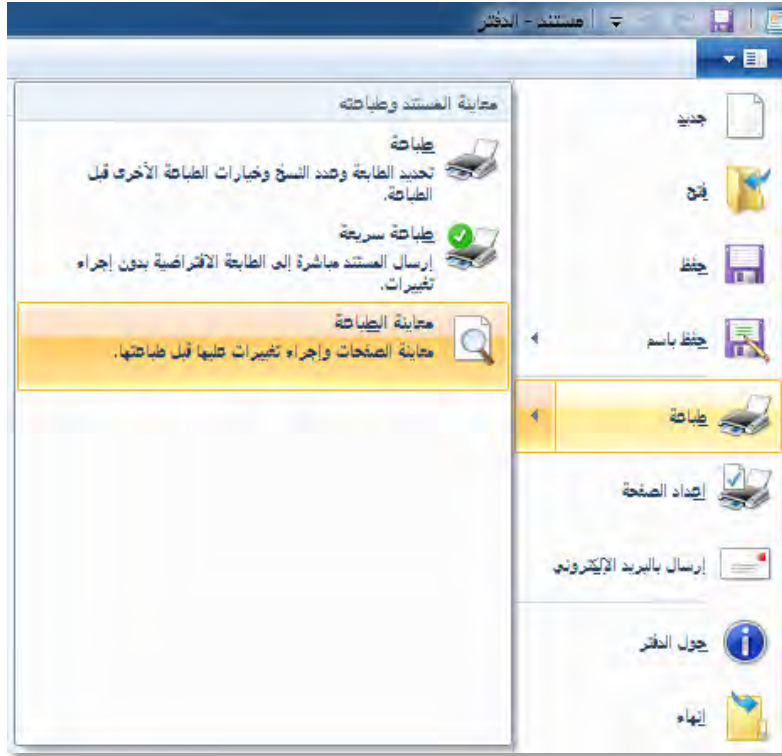 مستند - الدفتر
جديد
فتح
حفظ
حفظ باسم
طباعة
إعداد الصفحة
إرسال بالبريد الإلكتروني
حول الدفتر
إنهاء
معاينة المستند وطباعته
طباعة
تحديد الطابعة وعدد النسخ وخيارات الطباعة الأخرى قبل
الطباعة.
طباعة سريعة
إرسال المستند مباشرة إلى الطابعة الافتراضية بدون إجراء
تغييرات.
معاينة الطباعة
معاينة الصفحات وإجراء تغييرات عليها قبل طباعتها.